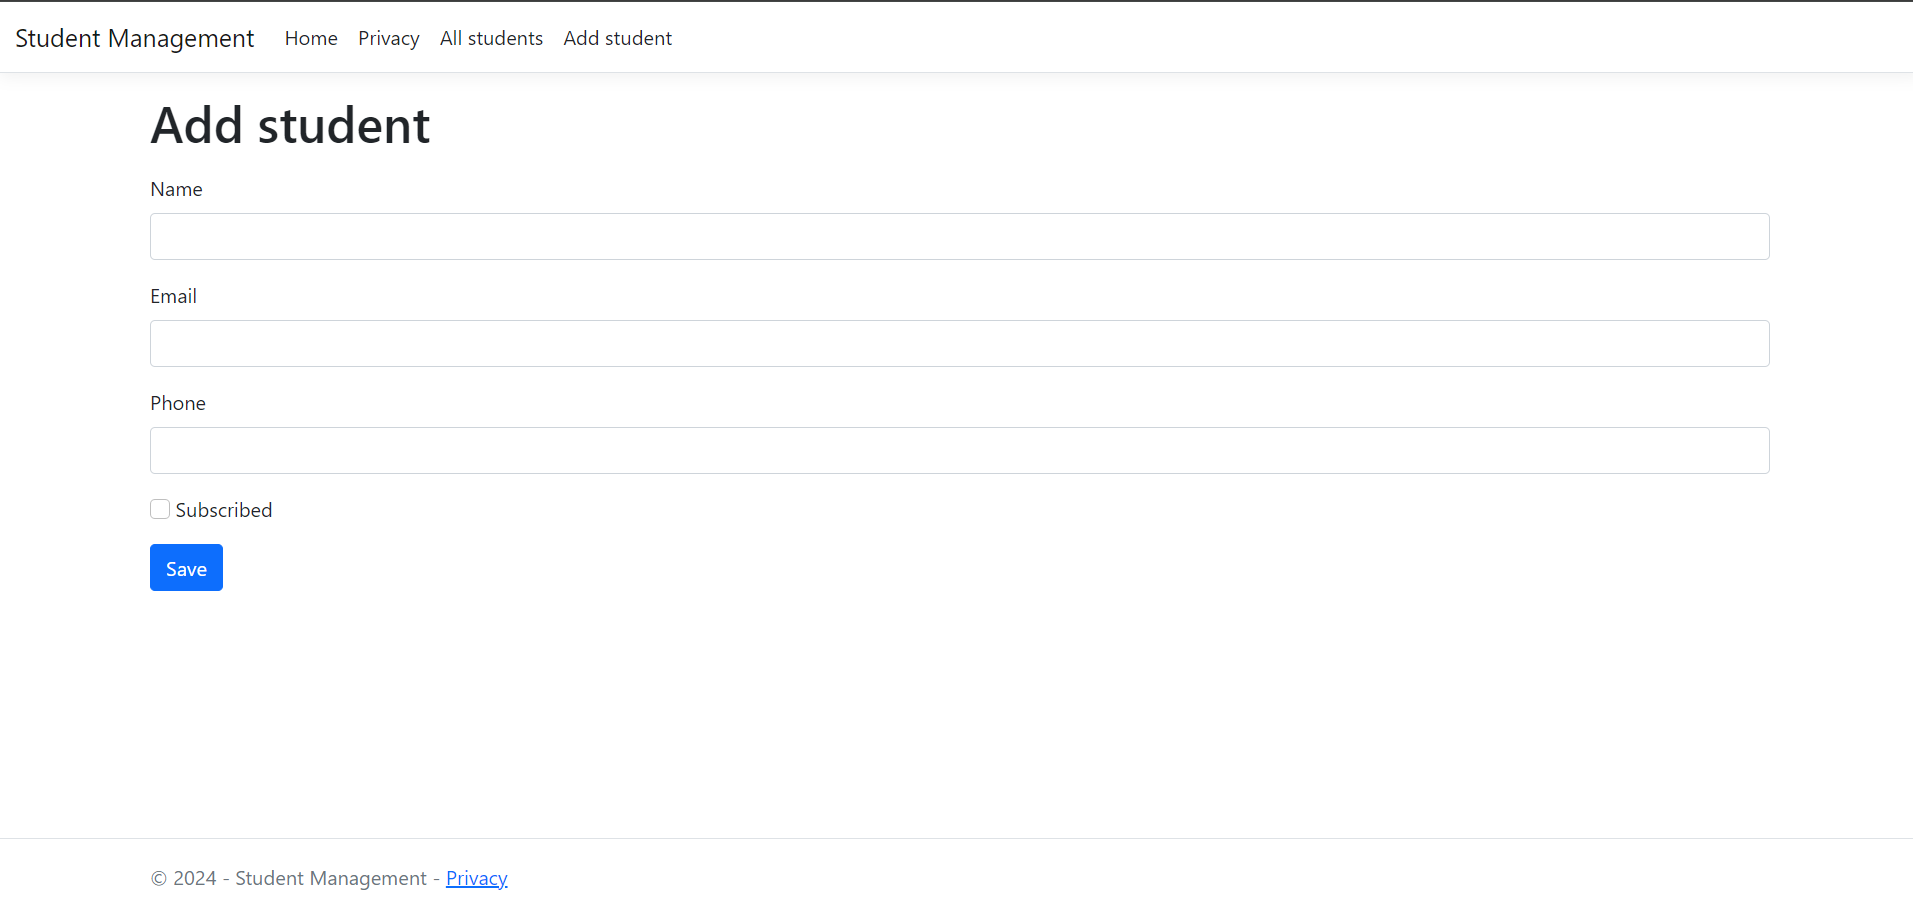 Student Management Home Privacy All students Add student
Add student
Name
Email
Phone
Subscribed
Save
© 2024 - Student Management - Privacy